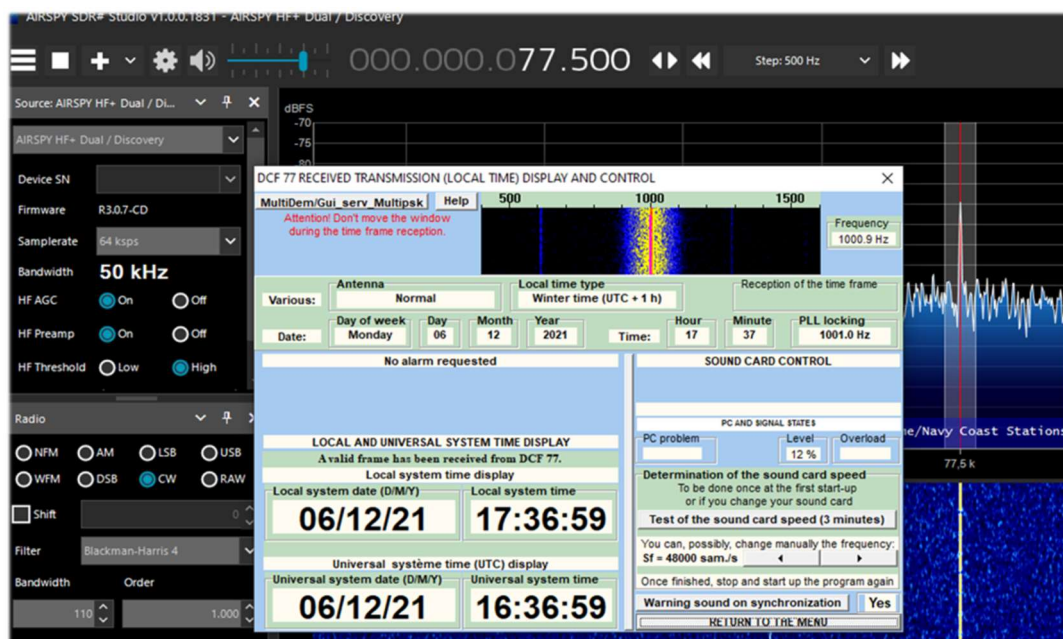 AIRSPY SDR# Studio v1.0.0.1831 - AIRSPY HF+ Dual / Discovery
000.000.077.500
Step: 500 Hz
Source: AIRSPY HF+ Dual / Di...
AIRSPY HF+ Dual / Discovery
Device SN
Firmware R3.0.7-CD
Samplerate 64 ksps
Bandwidth 50 kHz
HF AGC On Off
HF Preamp On Off
HF Threshold Low High
Radio
NFM AM LSB USB
WFM DSB CW RAW
Shift 0
Filter Blackman-Harris 4
Bandwidth Order
110 1.000
dBFS
-70
-75
-80
77,5 k
me/Navy Coast Stations
DCF 77 RECEIVED TRANSMISSION (LOCAL TIME) DISPLAY AND CONTROL
MultiDem/Gui_serv_Multipsk Help
Attention! Don't move the window
during the time frame reception.
500 1000 1500
Frequency
1000.9 Hz
Various:
Antenna
Normal
Local time type
Winter time (UTC + 1 h)
Reception of the time frame
Date:
Day of week Day Month Year
Monday 06 12 2021
Time:
Hour Minute PLL locking
17 37 1001.0 Hz
No alarm requested
LOCAL AND UNIVERSAL SYSTEM TIME DISPLAY
A valid frame has been received from DCF 77.
Local system time display
Local system date (D/M/Y) Local system time
06/12/21 17:36:59
Universal système time (UTC) display
Universal system date (D/M/Y) Universal system time
06/12/21 16:36:59
SOUND CARD CONTROL
PC AND SIGNAL STATES
PC problem Level Overload
12 %
Determination of the sound card speed
To be done once at the first start-up
or if you change your sound card
Test of the sound card speed (3 minutes)
You can, possibly, change manually the frequency:
Sf = 48000 sam./s
Once finished, stop and start up the program again
Warning sound on synchronization Yes
RETURN TO THE MENU